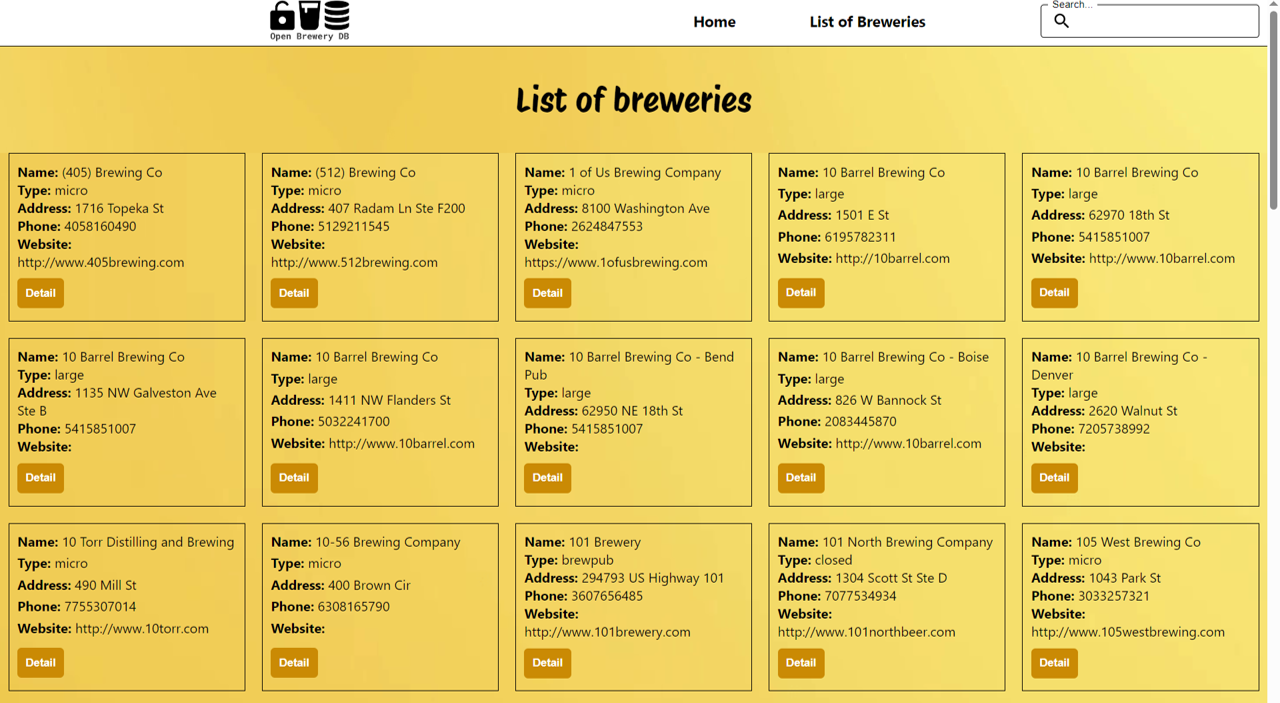 Open Brewery DB
Home
List of Breweries
Search...
List of breweries
Name: (405) Brewing Co
Type: micro
Address: 1716 Topeka St
Phone: 4058160490
Website:
http://www.405brewing.com
Detail
Name: (512) Brewing Co
Type: micro
Address: 407 Radam Ln Ste F200
Phone: 5129211545
Website:
http://www.512brewing.com
Detail
Name: 1 of Us Brewing Company
Type: micro
Address: 8100 Washington Ave
Phone: 2624847553
Website:
https://www.1ofusbrewing.com
Detail
Name: 10 Barrel Brewing Co
Type: large
Address: 1501 E St
Phone: 6195782311
Website: http://10barrel.com
Detail
Name: 10 Barrel Brewing Co
Type: large
Address: 62970 18th St
Phone: 5415851007
Website: http://www.10barrel.com
Detail
Name: 10 Barrel Brewing Co
Type: large
Address: 1135 NW Galveston Ave
Ste B
Phone: 5415851007
Website:
Detail
Name: 10 Barrel Brewing Co
Type: large
Address: 1411 NW Flanders St
Phone: 5032241700
Website: http://www.10barrel.com
Detail
Name: 10 Barrel Brewing Co - Bend
Pub
Type: large
Address: 62950 NE 18th St
Phone: 5415851007
Website:
Detail
Name: 10 Barrel Brewing Co - Boise
Type: large
Address: 826 W Bannock St
Phone: 2083445870
Website: http://www.10barrel.com
Detail
Name: 10 Barrel Brewing Co -
Denver
Type: large
Address: 2620 Walnut St
Phone: 7205738992
Website:
Detail
Name: 10 Torr Distilling and Brewing
Type: micro
Address: 490 Mill St
Phone: 7755307014
Website: http://www.10torr.com
Detail
Name: 10-56 Brewing Company
Type: micro
Address: 400 Brown Cir
Phone: 6308165790
Website:
Detail
Name: 101 Brewery
Type: brewpub
Address: 294793 US Highway 101
Phone: 3607656485
Website:
http://www.101brewery.com
Detail
Name: 101 North Brewing Company
Type: closed
Address: 1304 Scott St Ste D
Phone: 7077534934
Website:
http://www.101northbeer.com
Detail
Name: 105 West Brewing Co
Type: micro
Address: 1043 Park St
Phone: 3033257321
Website:
http://www.105westbrewing.com
Detail